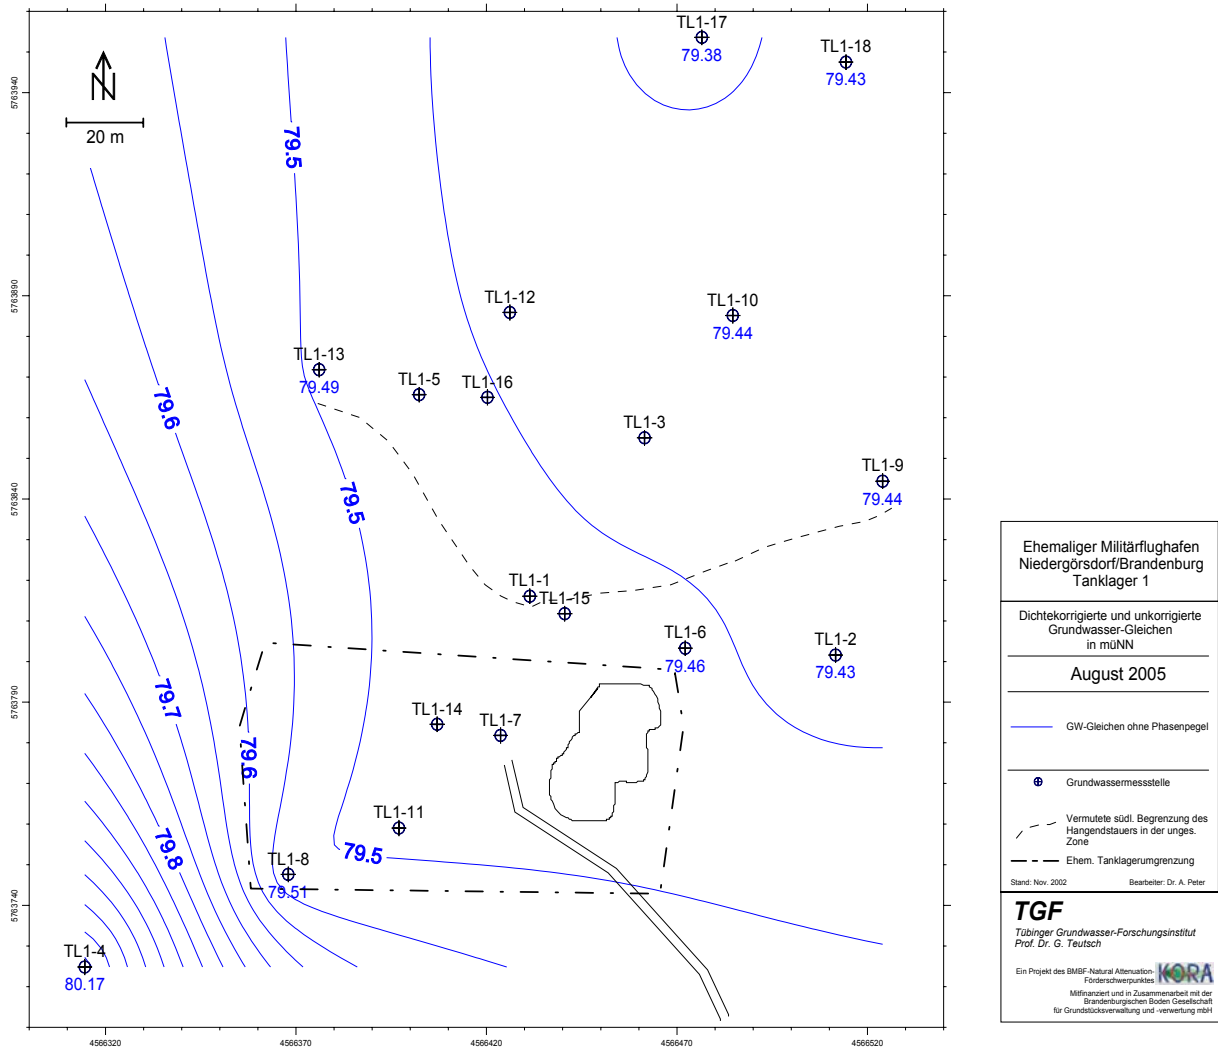 TL1-17
79.38
TL1-18
79.43
N
20 m
79.5
TL1-12
TL1-10
79.44
TL1-13
79.49
TL1-5
TL1-16
79.6
TL1-3
TL1-9
79.44
79.5
TL1-1
TL1-15
TL1-6
79.46
TL1-2
79.43
79.7
TL1-14
TL1-7
79.6
TL1-11
79.8
79.5
TL1-8
79.51
TL1-4
80.17
5763940
5763890
5763840
5763790
5763740
4566320
4566370
4566420
4566470
4566520
Ehemaliger Militärflughafen
Niedergörsdorf/Brandenburg
Tanklager 1
Dichtekorrigierte und unkorrigierte
Grundwasser-Gleichen
in müNN
August 2005
GW-Gleichen ohne Phasenpegel
Grundwassermessstelle
Vermutete südl. Begrenzung des
Hangendstauers in der unges.
Zone
Ehem. Tanklagerumgrenzung
Stand: Nov. 2002 Bearbeiter: Dr. A. Peter
TGF
Tübinger Grundwasser-Forschungsinstitut
Prof. Dr. G. Teutsch
Ein Projekt des BMBF-Natural Attenuation-
Förderschwerpunktes
KORA
Mitfinanziert und in Zusammenarbeit mit der
Brandenburgischen Boden Gesellschaft
für Grundstücksverwaltung und -verwertung mbH